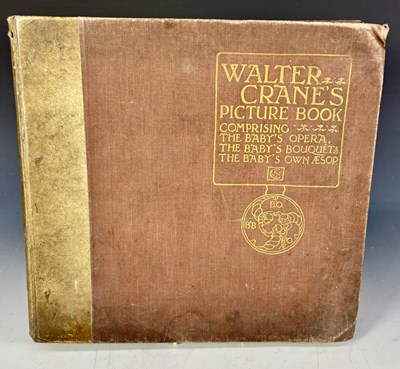 WALTER
CRANE'S
PICTURE BOOK
COMPRISING
THE BABY'S OPERA,
THE BABY'S BOUQUET &
THE BABY'S OWN ÆSOP
B.O
B.B